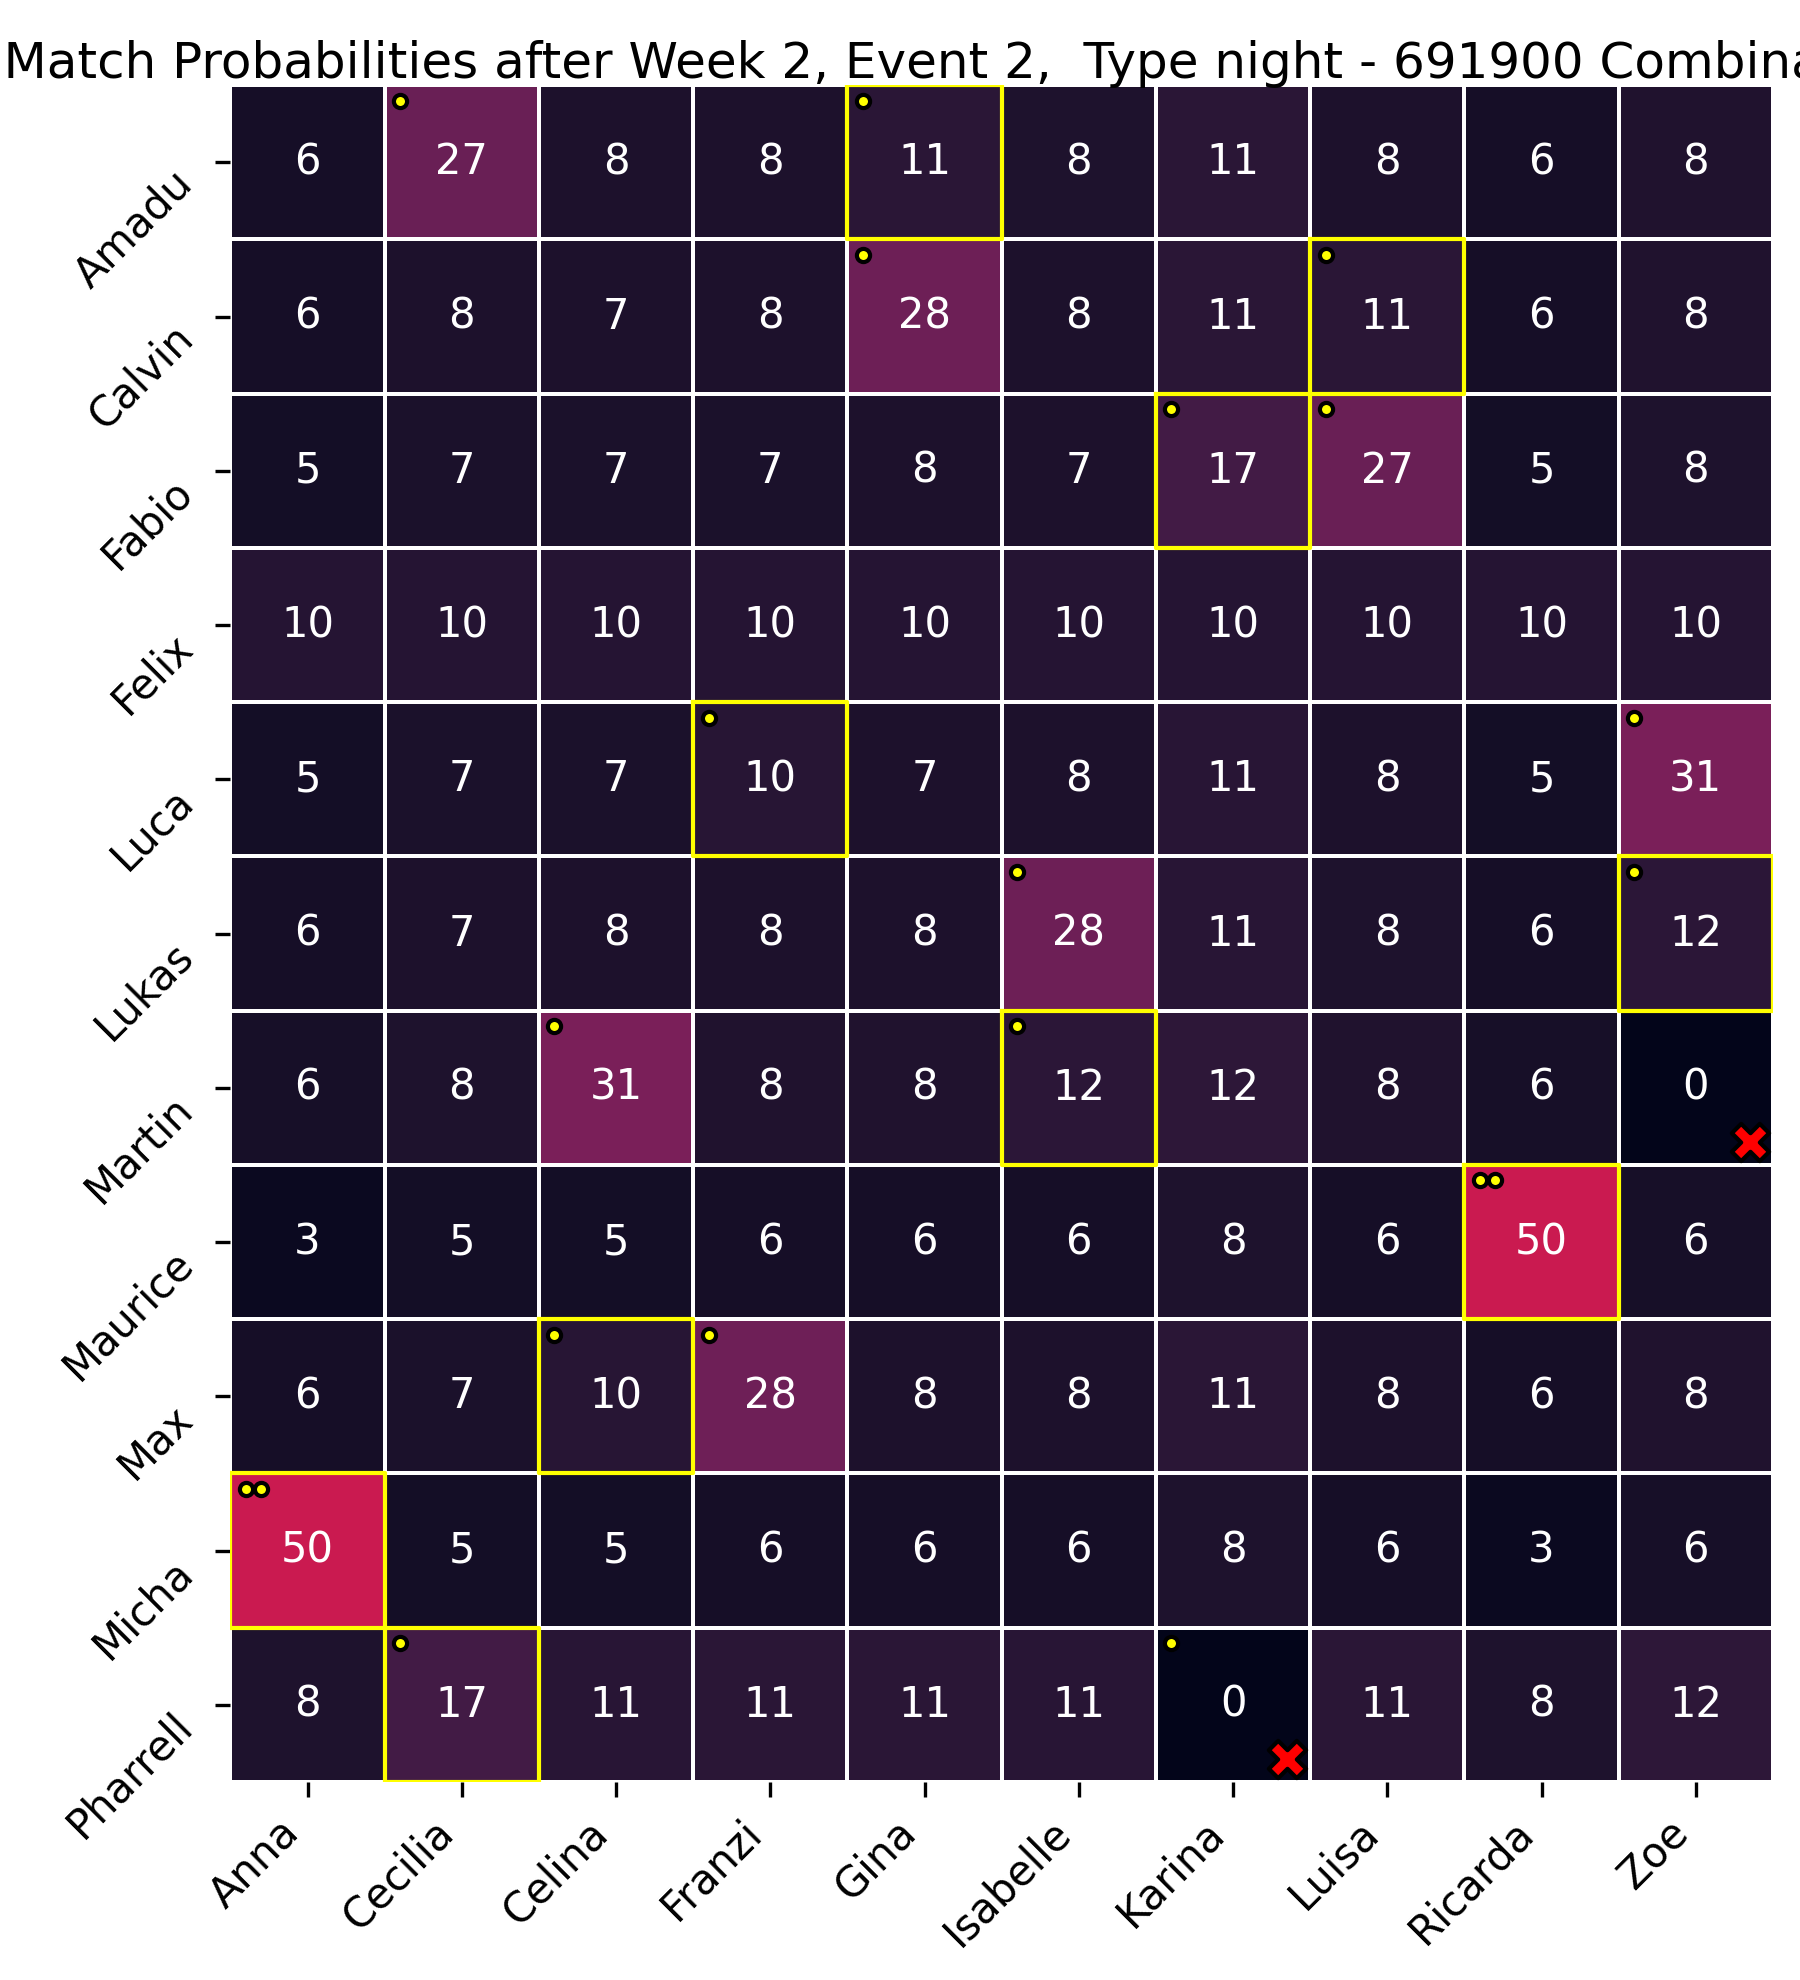 Match Probabilities after Week 2, Event 2, Type night - 691900
Amadu 6 27 8 8 11 8 11 8 6 8
Calvin 6 8 7 8 28 8 11 11 6 8
Fabio 5 7 7 7 8 7 17 27 5 8
Felix 10 10 10 10 10 10 10 10 10 10
Luca 5 7 7 10 7 8 11 8 5 31
Lukas 6 7 8 8 8 28 11 8 6 12
Martin 6 8 31 8 8 12 12 8 6 0
Maurice 3 5 5 6 6 6 8 6 50 6
Max 6 7 10 28 8 8 11 8 6 8
Micha 50 5 5 6 6 6 8 6 3 6
Pharrell 8 17 11 11 11 11 0 11 8 12
Anna Cecilia Celina Franzi Gina Isabelle Karina Luisa Ricarda Zoe